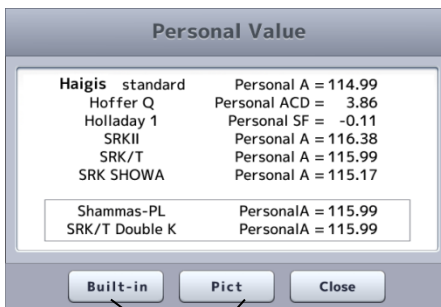 Personal Value
Haigis standard Personal A = 114.99
Hoffer Q Personal ACD = 3.86
Holladay 1 Personal SF = -0.11
SRKII Personal A = 116.38
SRK/T Personal A = 115.99
SRK SHOWA Personal A = 115.17
Shammas-PL PersonalA = 115.99
SRK/T Double K PersonalA = 115.99
Built-in Pict Close